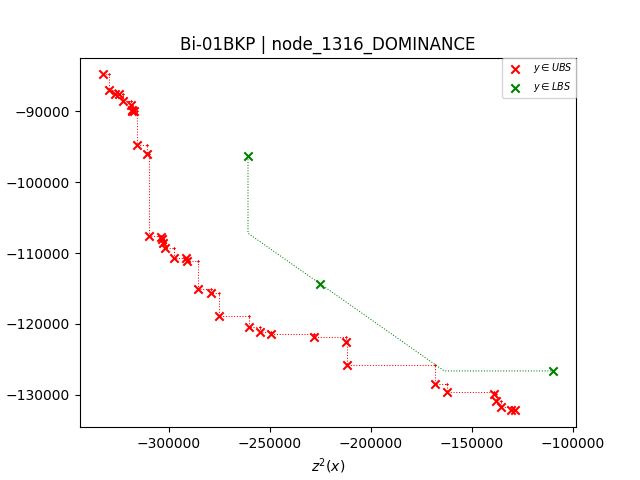 Bi-01BKP | node_1316_DOMINANCE
y ∈ UBS
y ∈ LBS
−90000
−100000
−110000
−120000
−130000
−300000 −250000 −200000 −150000 −100000
z²(x)